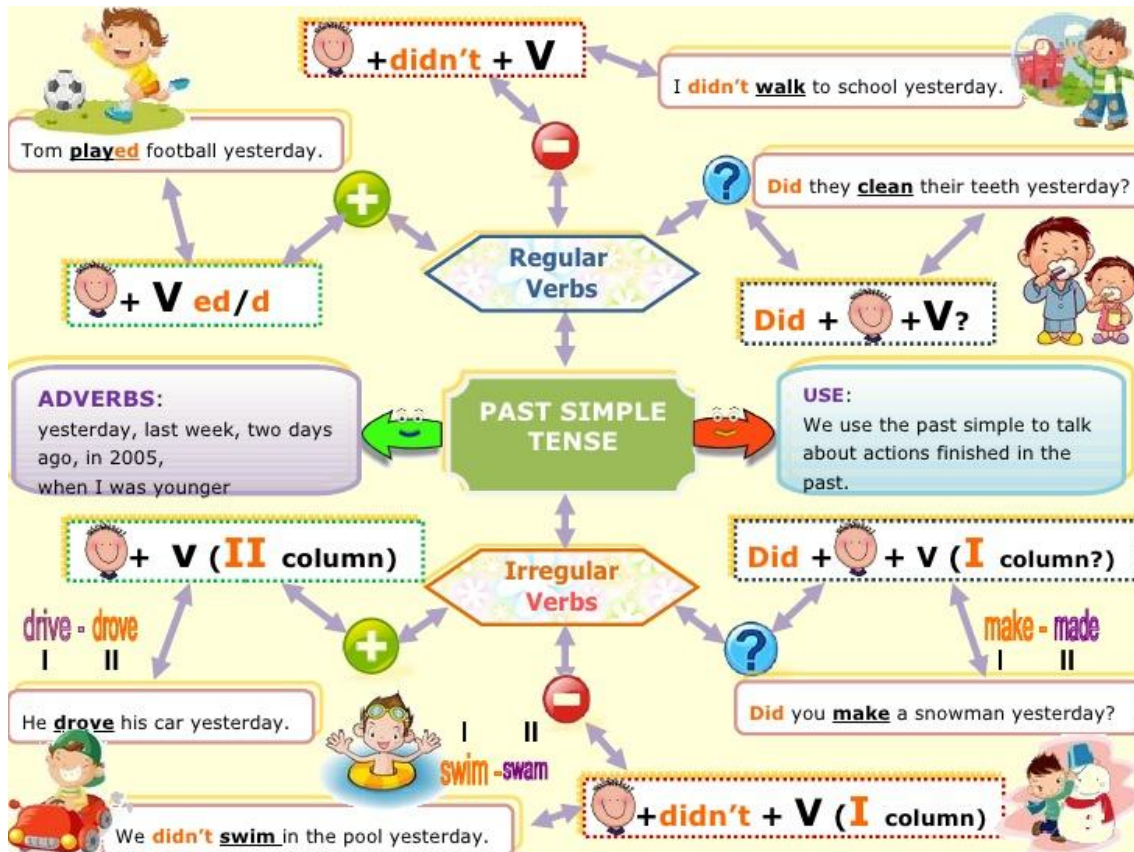 +didn't + V
I didn't walk to school yesterday.
Tom played football yesterday.
Did they clean their teeth yesterday?
Regular
Verbs
+ V ed/d
Did + +V?
ADVERBS:
yesterday, last week, two days
ago, in 2005,
when I was younger
PAST SIMPLE
TENSE
USE:
We use the past simple to talk
about actions finished in the
past.
+ V (II column)
Did + + V (I column?)
Irregular
Verbs
drive - drove
I II
make - made
I II
He drove his car yesterday.
I II
swim - swam
Did you make a snowman yesterday?
+didn't + V (I column)
We didn't swim in the pool yesterday.